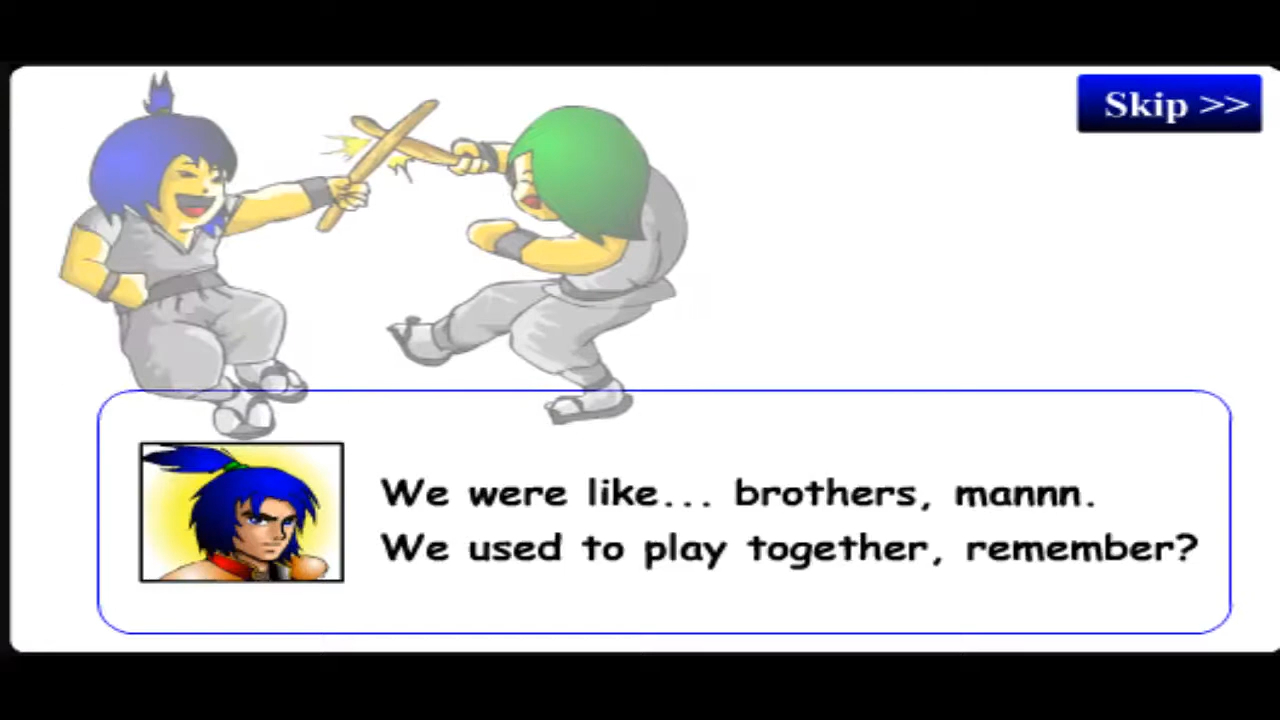 Skip >>
We were like... brothers, mannn.
We used to play together, remember?